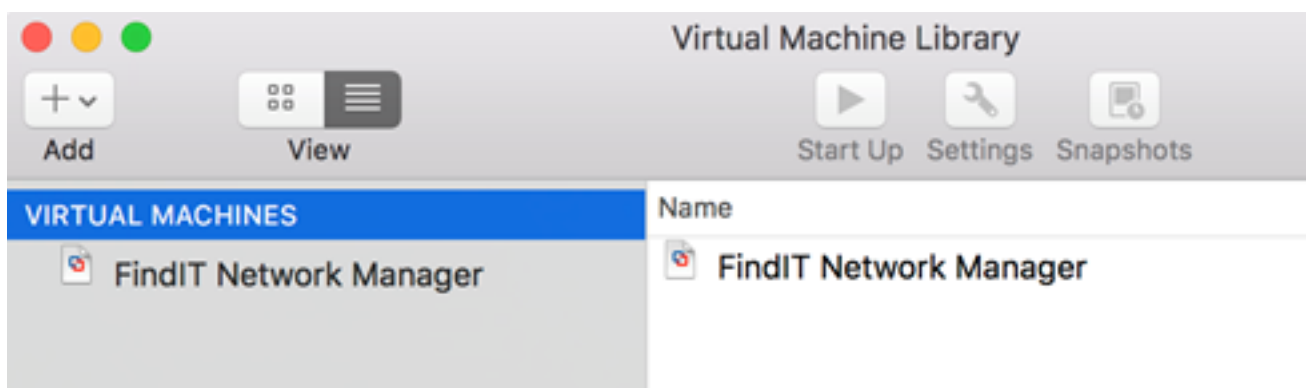 Virtual Machine Library
Add View Start Up Settings Snapshots
VIRTUAL MACHINES
FindIT Network Manager
Name
FindIT Network Manager